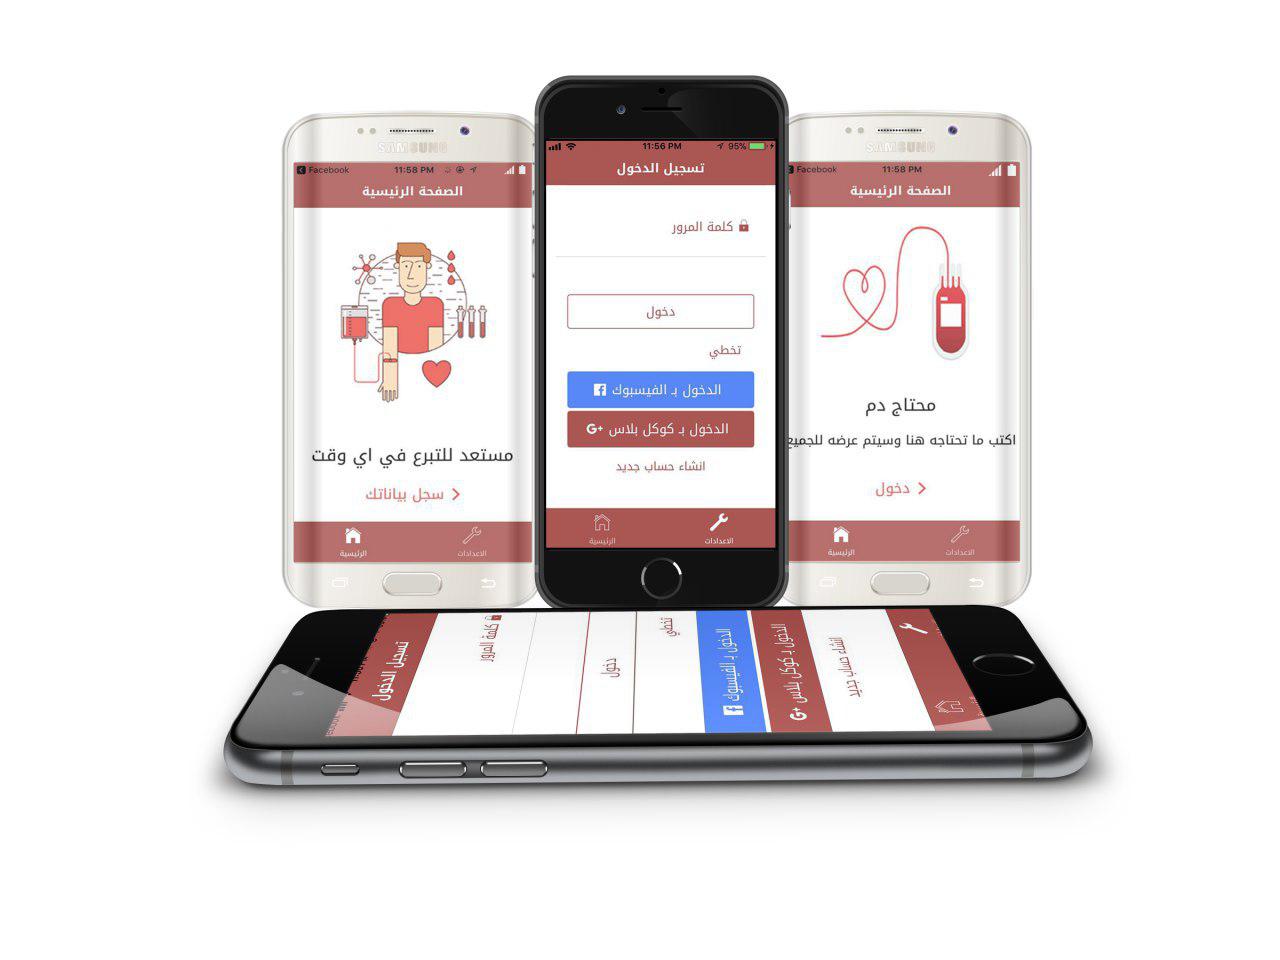 SAMSUNG
Facebook 11:58 PM
الصفحة الرئيسية
مستعد للتبرع في اي وقت
سجل بياناتك
الرئيسية
الاعدادات
11:56 PM 95%
تسجيل الدخول
كلمة المرور
دخول
تخطي
الدخول بـ الفيسبوك
الدخول بـ كوكل بلاس G+
انشاء حساب جديد
الرئيسية
الاعدادات
SAMSUNG
Facebook 11:58 PM
الصفحة الرئيسية
محتاج دم
اكتب ما تحتاجه هنا وسيتم عرضه للجميع
دخول
الرئيسية
الاعدادات
تسجيل الدخول
كلمة المرور
دخول
تخطي
الدخول بـ الفيسبوك
الدخول بـ كوكل بلاس G+
انشاء حساب جديد